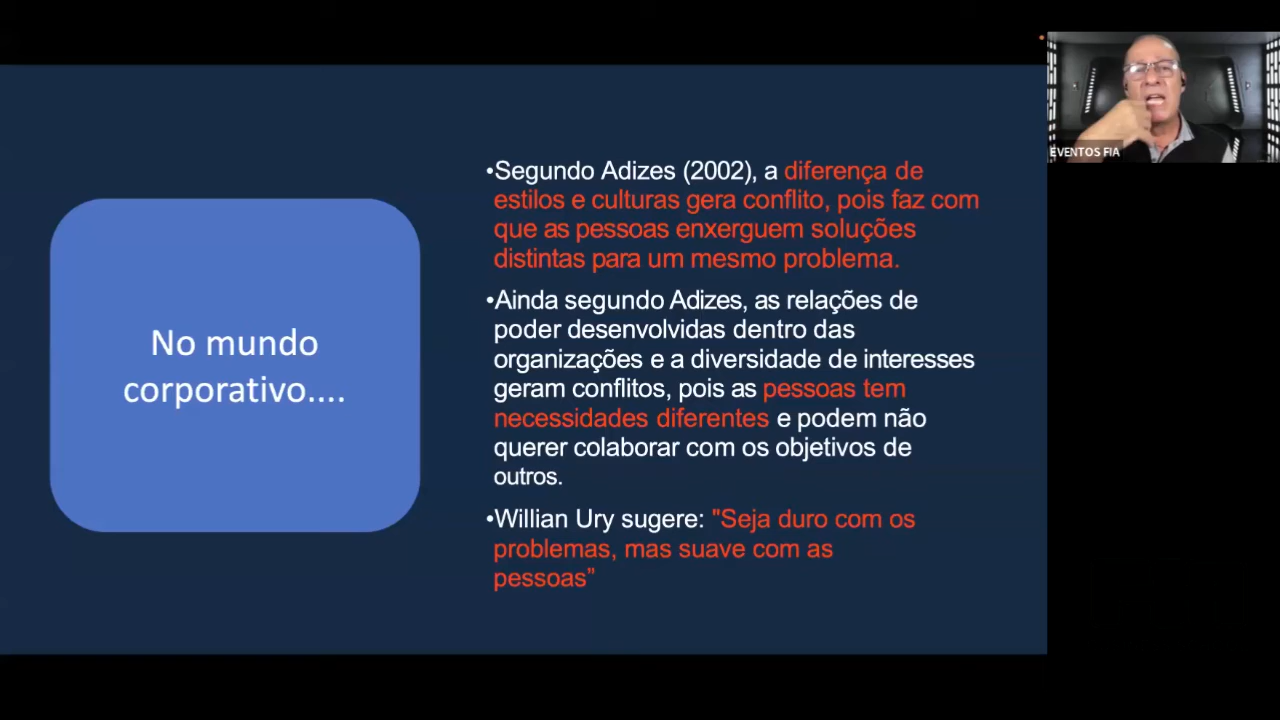 No mundo
corporativo....
•Segundo Adizes (2002), a diferença de
estilos e culturas gera conflito, pois faz com
que as pessoas enxerguem soluções
distintas para um mesmo problema.
•Ainda segundo Adizes, as relações de
poder desenvolvidas dentro das
organizações e a diversidade de interesses
geram conflitos, pois as pessoas tem
necessidades diferentes e podem não
querer colaborar com os objetivos de
outros.
•Willian Ury sugere: "Seja duro com os
problemas, mas suave com as
pessoas”
EVENTOS FIA